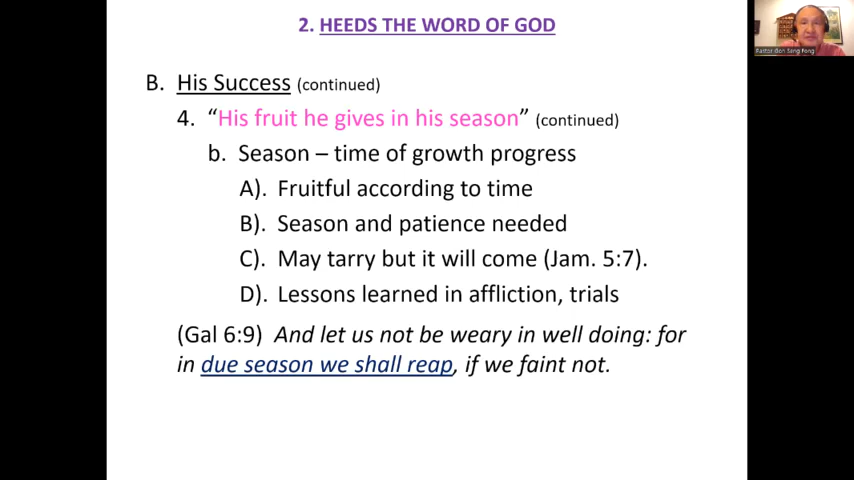 2. HEEDS THE WORD OF GOD
B. His Success (continued)
4. “His fruit he gives in his season” (continued)
b. Season – time of growth progress
A). Fruitful according to time
B). Season and patience needed
C). May tarry but it will come (Jam. 5:7).
D). Lessons learned in affliction, trials
(Gal 6:9) And let us not be weary in well doing: for
in due season we shall reap, if we faint not.